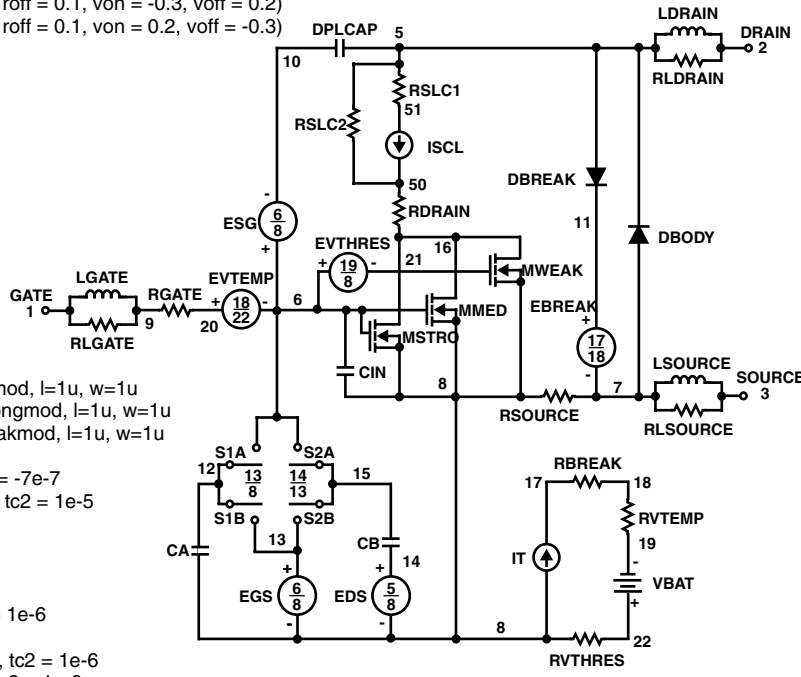 roff = 0.1, von = -0.3, voff = 0.2)
roff = 0.1, von = 0.2, voff = -0.3)
LDRAIN
DPLCAP
5
DRAIN
2
10
RLDRAIN
RSLC1
51
RSLC2
ISCL
50
DBREAK
RDRAIN
-
ESG
6
8
+
11
DBODY
EVTHRES
16
21
+
19
8
-
MWEAK
LGATE
EVTEMP
GATE
1
RGATE
+
18
22
-
6
MMED
EBREAK
9
20
RLGATE
MSTRO
+
17
18
-
CIN
LSOURCE
8
7
SOURCE
3
RSOURCE
RLSOURCE
mod, l=1u, w=1u
ongmod, l=1u, w=1u
akmod, l=1u, w=1u
= -7e-7
tc2 = 1e-5
S1A
S2A
12
13
8
14
13
15
S1B
S2B
RBREAK
17
18
RVTEMP
13
CA
CB
14
19
IT
-
VBAT
+
+
EGS
6
8
-
+
EDS
5
8
-
= 1e-6
8
22
RVTHRES
, tc2 = 1e-6